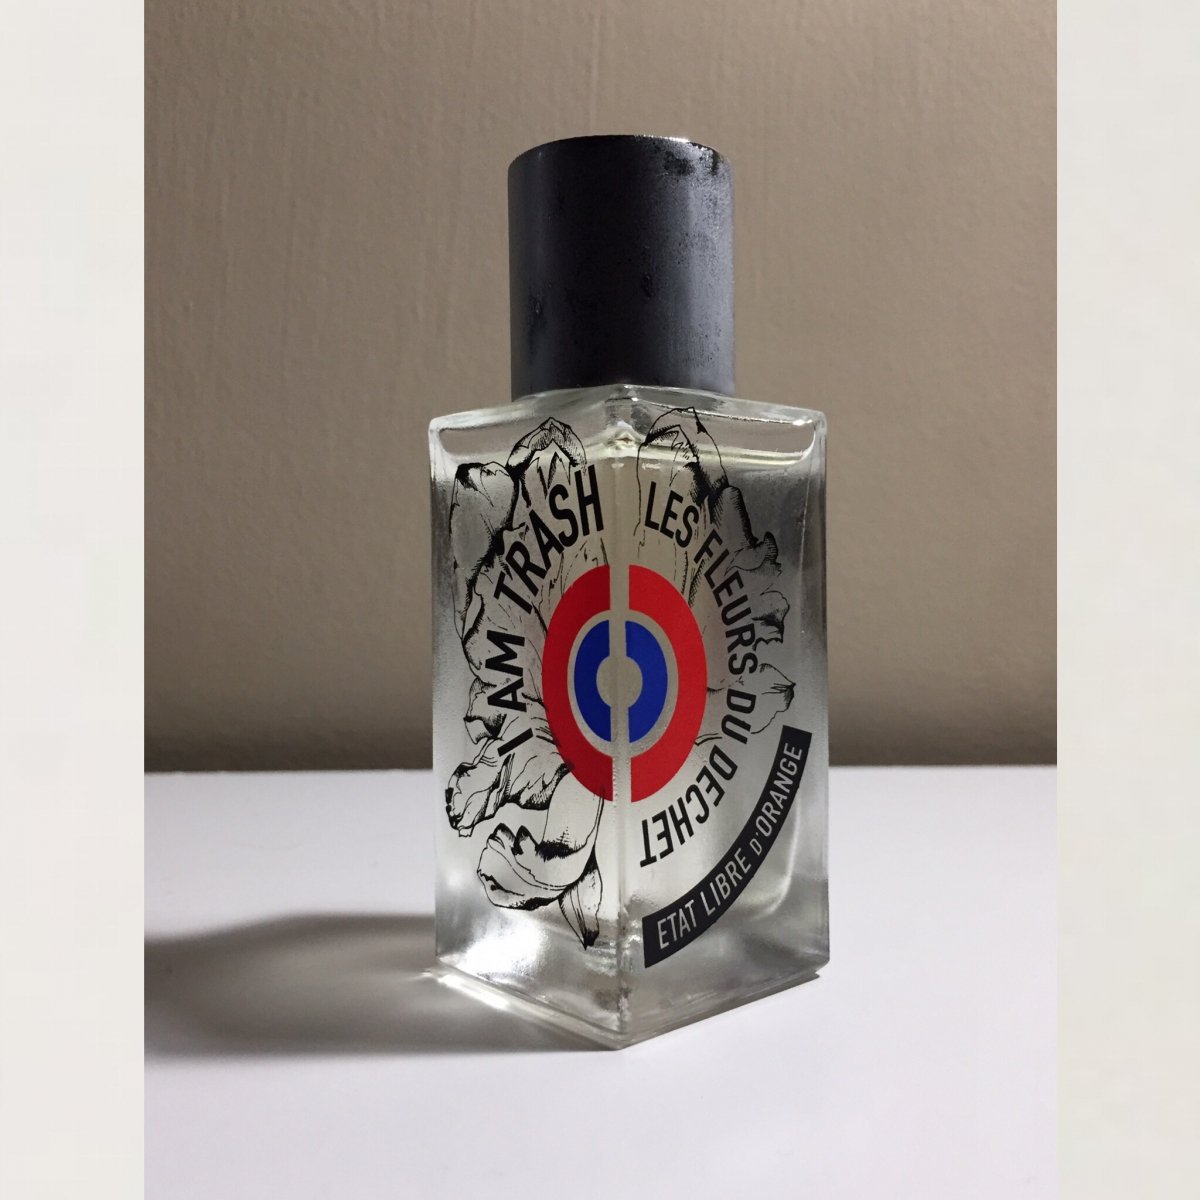 I AM TRASH
LES FLEURS DU DECHET
ETAT LIBRE D'ORANGE